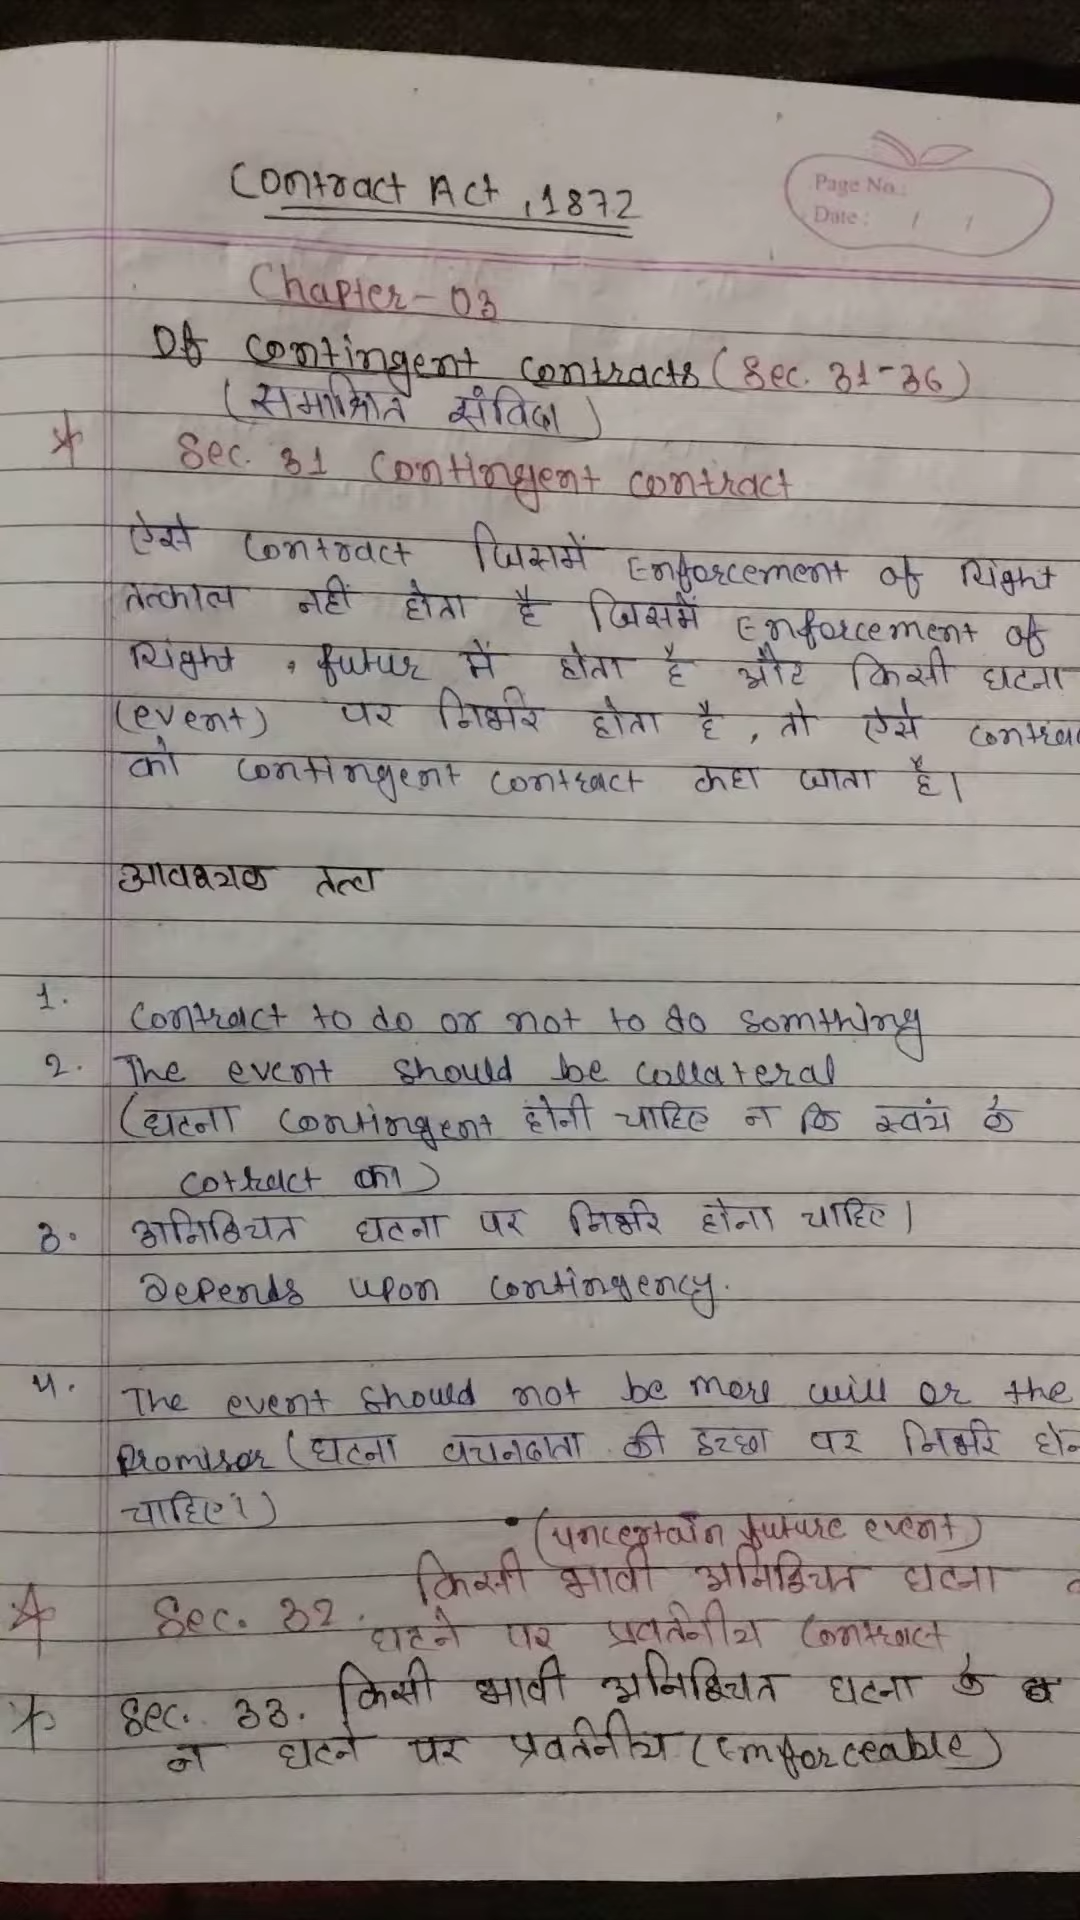 Contract Act, 1872
Page No.:
Date: / /
Chapter-03
Of contingent contracts (Sec. 31-36)
(समाश्रित संविदा)
* Sec. 31 Contingent contract
ऐसे contract जिसमें Enforcement of Right
तत्काल नहीं होता है जिसमें Enforcement of
Right, futur में होता है और किसी घटना
(event) पर निर्भर होता है, तो ऐसे contrac
को contingent contract कहा जाता है।
आवश्यक तत्व
1. Contract to do or not to do somthing
2. The event should be collateral
(घटना contingent होनी चाहिए न कि स्वयं के
cotract का)
3. अनिश्चित घटना पर निर्भर होना चाहिए।
Depends upon contingency.
4. The event should not be mere will or the
Promisor (घटना वचनदाता की इच्छा पर निर्भर होन
चाहिए।)
• (uncertain future event)
* Sec. 32. किसी भावी अनिश्चित घटना
घटने पर प्रवर्तनीय Contract
* Sec. 33. किसी भावी अनिश्चित घटना के
न घटने पर प्रवर्तनीय (Emforceable)